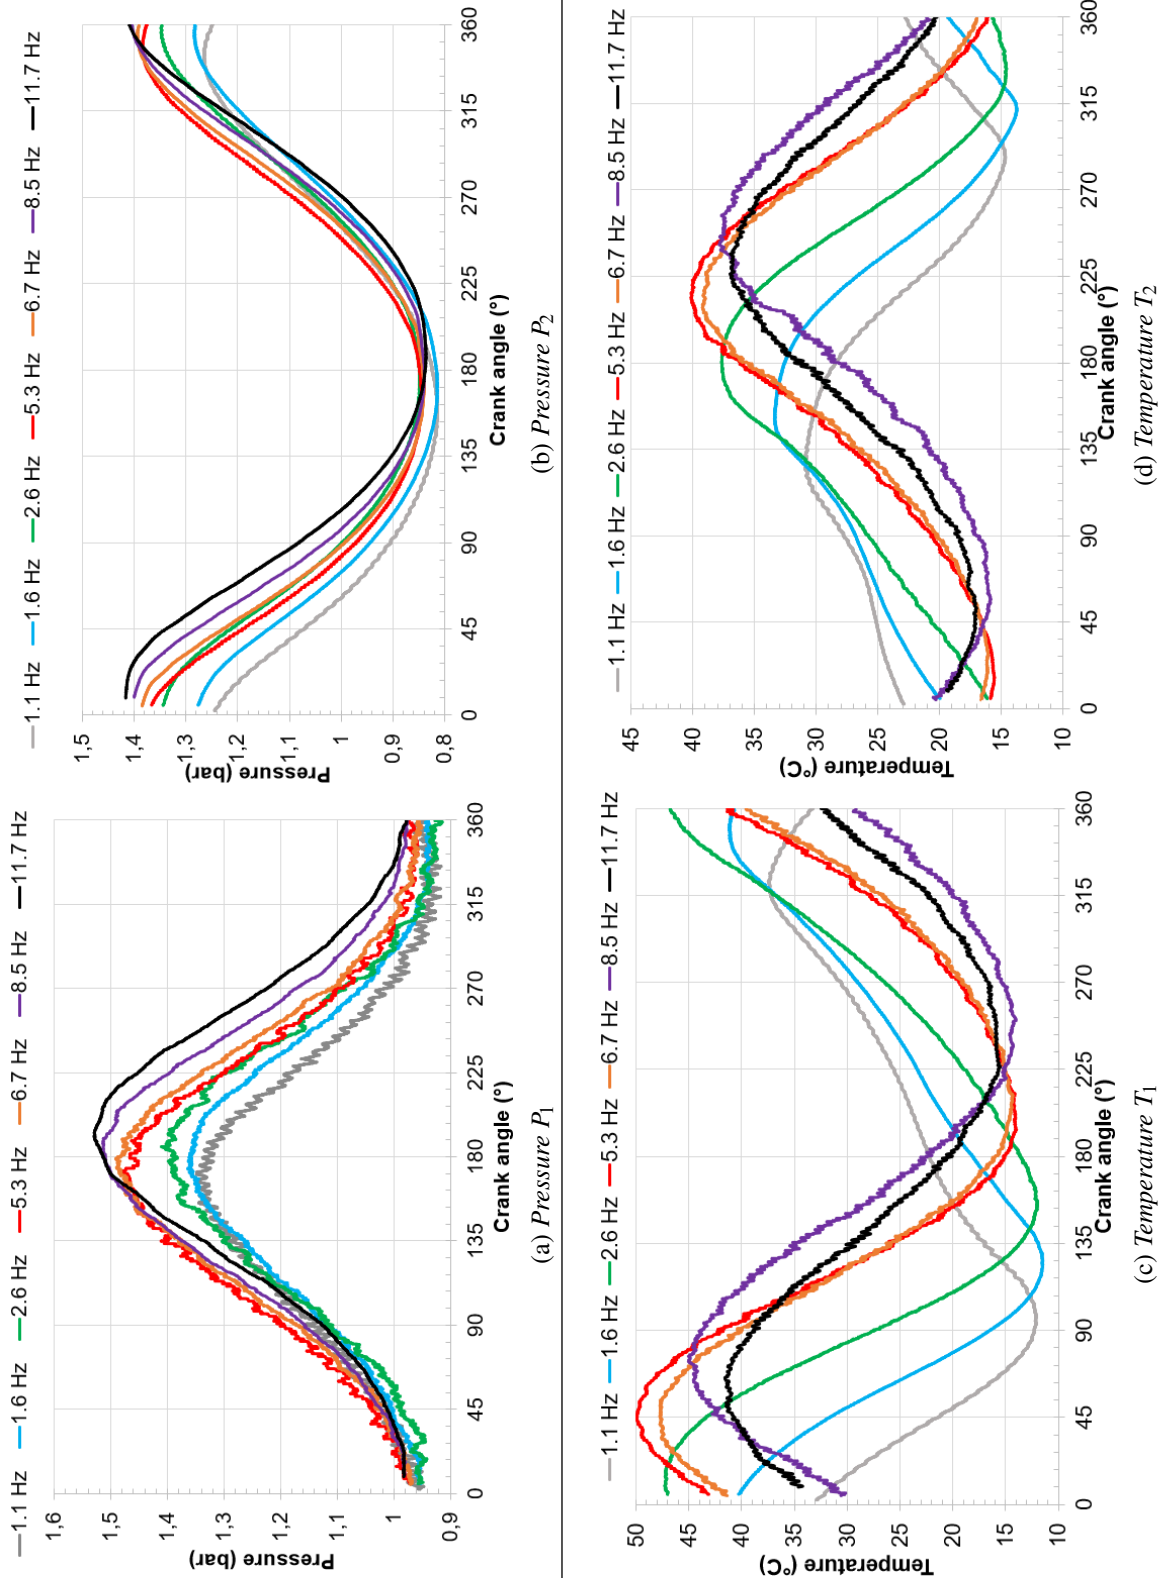 1.1 Hz 1.6 Hz 2.6 Hz 5.3 Hz 6.7 Hz 8.5 Hz 11.7 Hz
1,6
1,5
1,4
1,3
1,2
1,1
1
0,9
Pressure (bar)
0 45 90 135 180 225 270 315 360
Crank angle (°)
(a) Pressure P1
1.1 Hz 1.6 Hz 2.6 Hz 5.3 Hz 6.7 Hz 8.5 Hz 11.7 Hz
1,5
1,4
1,3
1,2
1,1
1
0,9
0,8
Pressure (bar)
0 45 90 135 180 225 270 315 360
Crank angle (°)
(b) Pressure P2
1.1 Hz 1.6 Hz 2.6 Hz 5.3 Hz 6.7 Hz 8.5 Hz 11.7 Hz
50
45
40
35
30
25
20
15
10
Temperature (°C)
0 45 90 135 180 225 270 315 360
Crank angle (°)
(c) Temperature T1
1.1 Hz 1.6 Hz 2.6 Hz 5.3 Hz 6.7 Hz 8.5 Hz 11.7 Hz
45
40
35
30
25
20
15
10
Temperature (°C)
0 45 90 135 180 225 270 315 360
Crank angle (°)
(d) Temperature T2